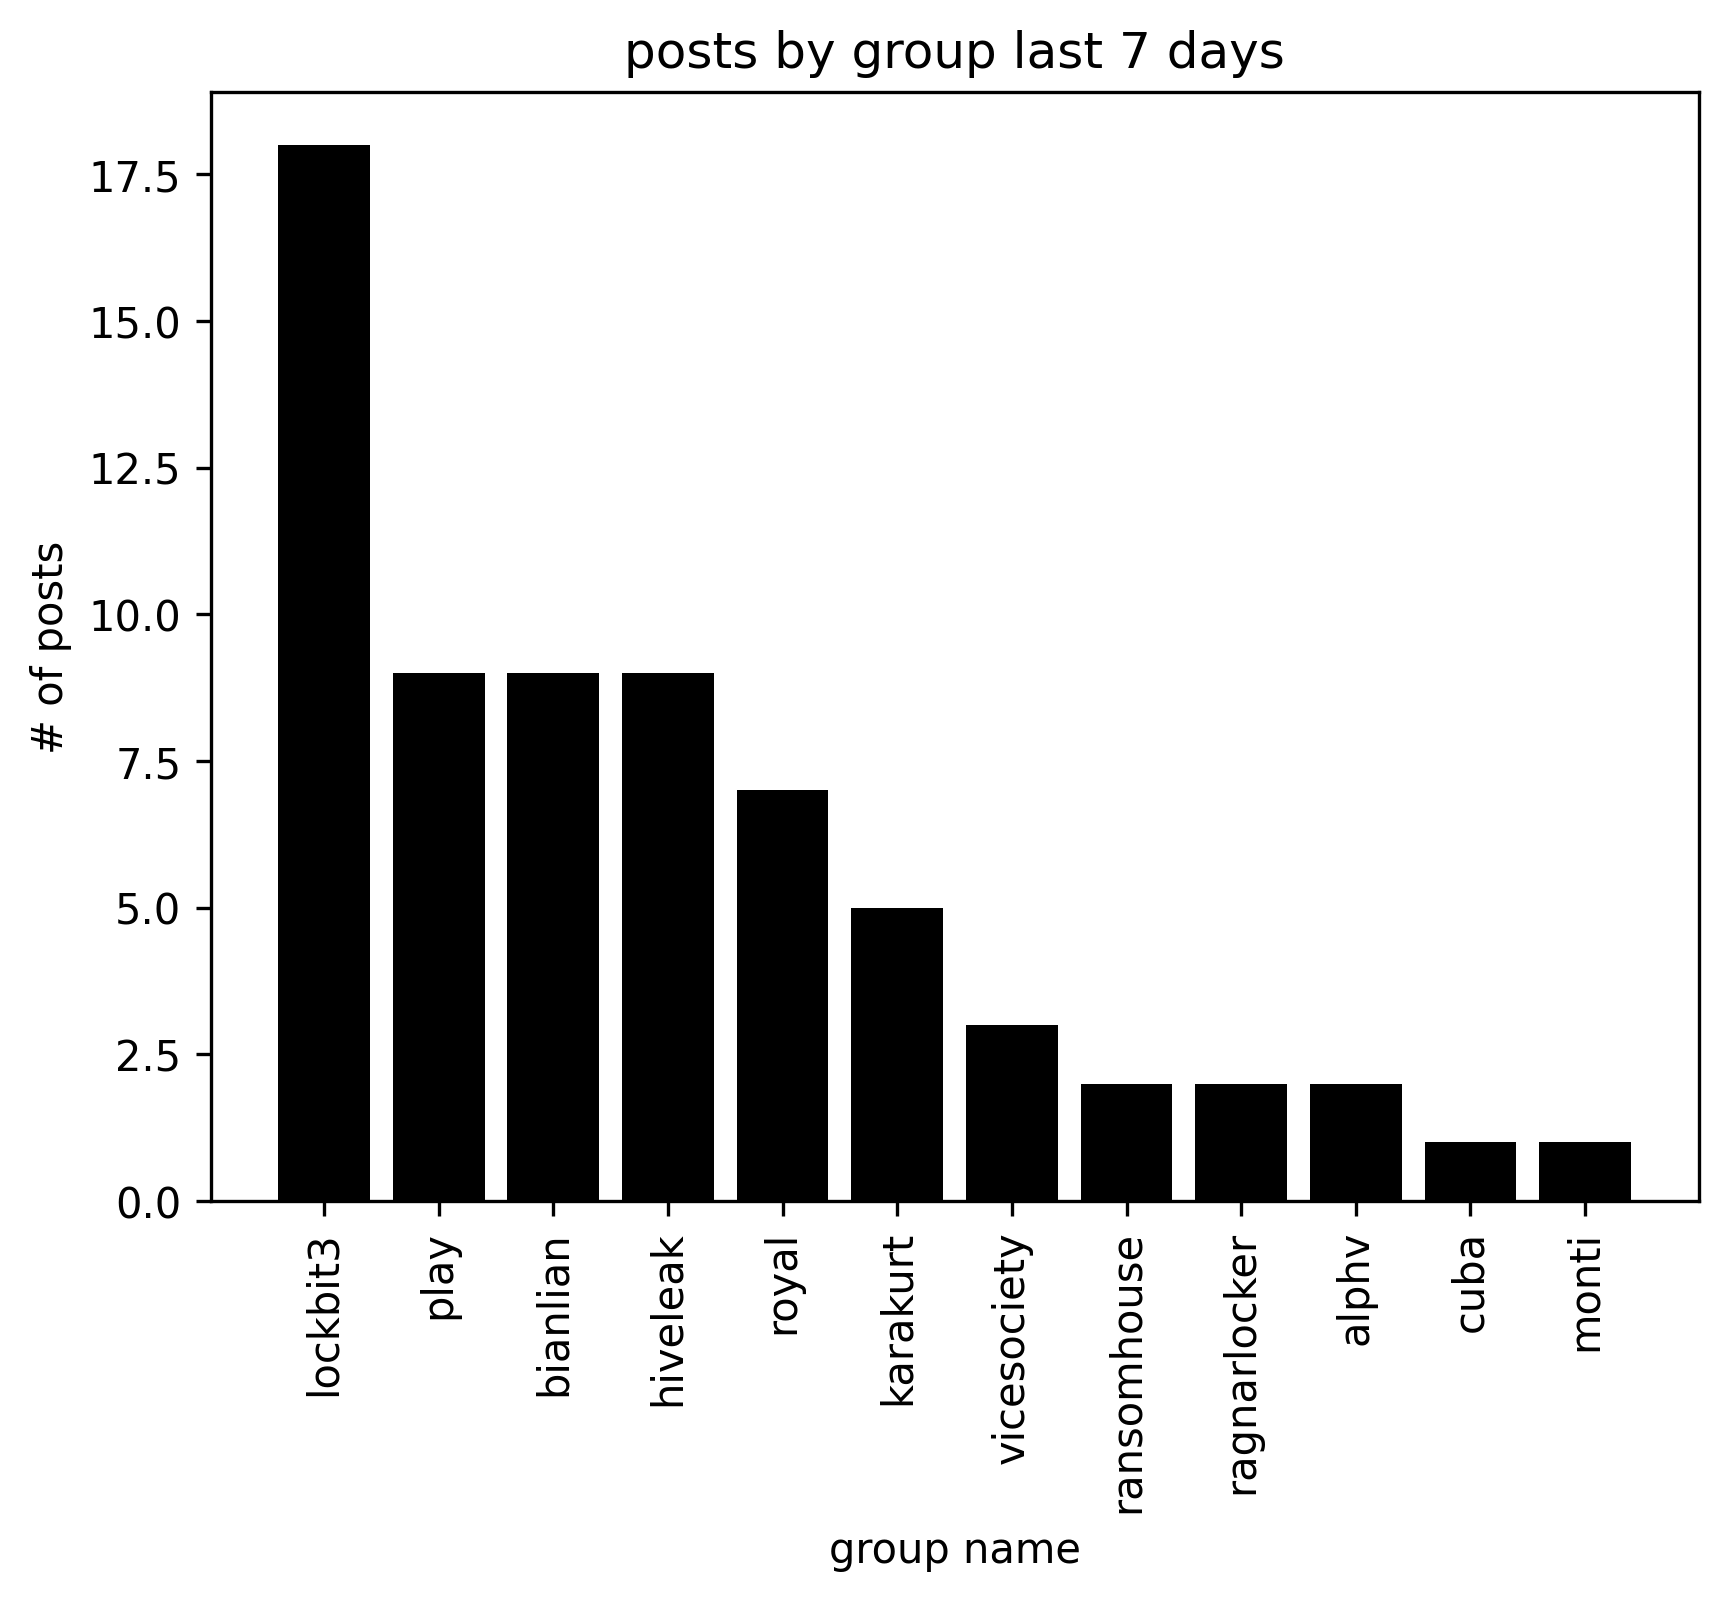 posts by group last 7 days
# of posts
17.5
15.0
12.5
10.0
7.5
5.0
2.5
0.0
lockbit3
play
bianlian
hiveleak
royal
karakurt
vicesociety
ransomhouse
ragnarlocker
alphv
cuba
monti
group name